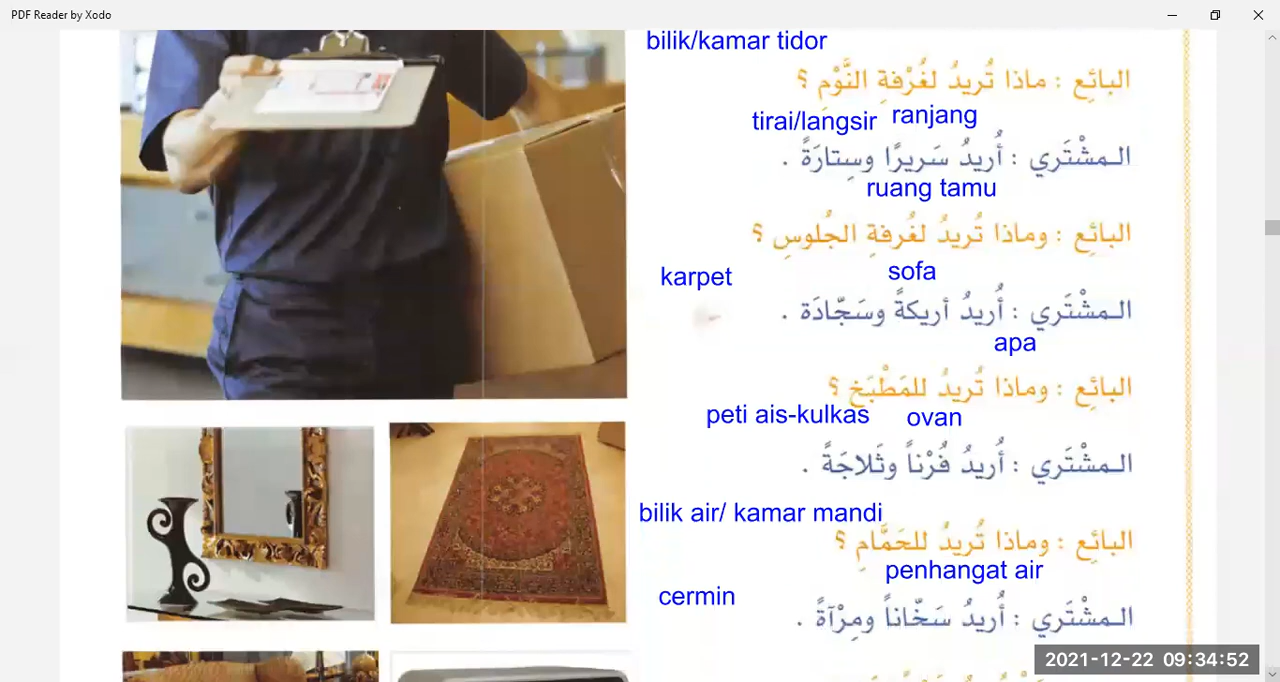 PDF Reader by Xodo
bilik/kamar tidor
البائِع : ماذا تُريدُ لغُرْفةِ النَّوْمِ ؟
tirai/langsir ranjang
المشْتَري : أُريدُ سَريرًا وسِتارَةً .
ruang tamu
البائِع : وماذا تُريدُ لغُرفةِ الجُلوسِ ؟
karpet sofa
المشْتَري : أُريدُ أريكةً وسَجّادَة .
apa
البائِع : وماذا تُريدُ للمَطْبَخِ ؟
peti ais-kulkas ovan
المشْتَري : أُريدُ فُرْناً وثَلاجَةً .
bilik air/ kamar mandi
البائِع : وماذا تُريدُ للحَمَّامِ ؟
penhangat air
cermin
المشْتَري : أُريدُ سَخّاناً ومِرْآةً .
2021-12-22 09:34:52